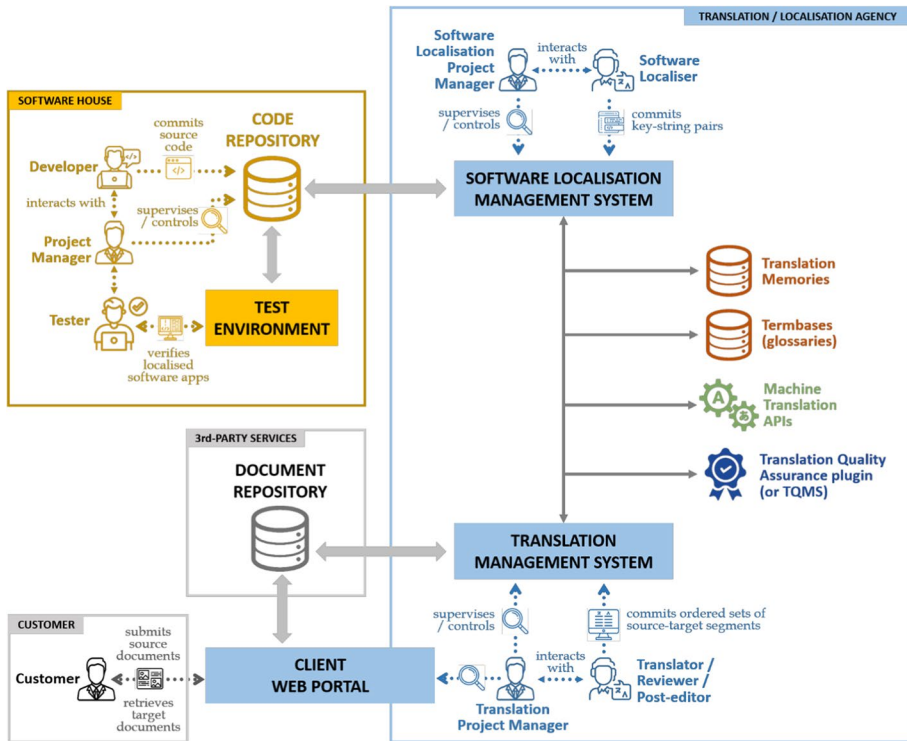 TRANSLATION / LOCALISATION AGENCY
Software
Localisation
Project
Manager
interacts
with
Software
Localiser
supervises
/ controls
commits
key-string pairs
SOFTWARE HOUSE
CODE
REPOSITORY
commits
source
code
Developer
interacts with
supervises
/ controls
Project
Manager
Tester
verifies
localised
software apps
TEST
ENVIRONMENT
SOFTWARE LOCALISATION
MANAGEMENT SYSTEM
Translation
Memories
Termbases
(glossaries)
A
Machine
Translation
APIs
Translation Quality
Assurance plugin
(or TQMS)
3rd-PARTY SERVICES
DOCUMENT
REPOSITORY
TRANSLATION
MANAGEMENT SYSTEM
supervises
/ controls
commits ordered sets of
source-target segments
interacts
with
Translation
Project Manager
Translator /
Reviewer /
Post-editor
CUSTOMER
submits
source
documents
Customer
retrieves
target
documents
CLIENT
WEB PORTAL